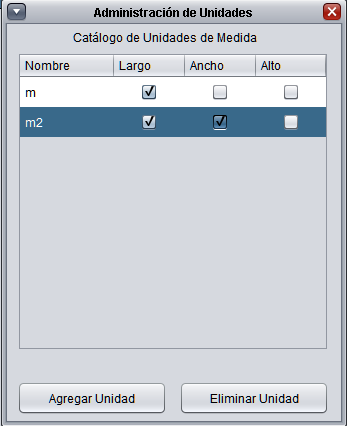 Administración de Unidades
Catálogo de Unidades de Medida
Nombre Largo Ancho Alto
m
m2
Agregar Unidad Eliminar Unidad